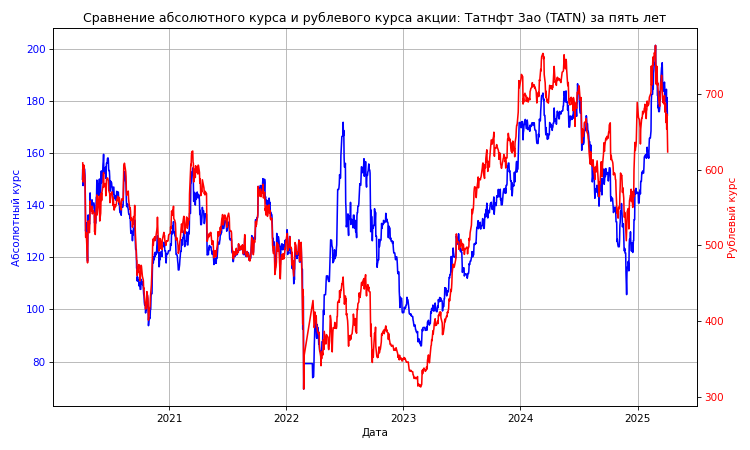 Сравнение абсолютного курса и рублевого курса акции: Татнфт 3ао (TATN) за пять лет
Абсолютный курс
200
180
160
140
120
100
80
700
600
500
400
300
Рублевый курс
2021 2022 2023 2024 2025
Дата